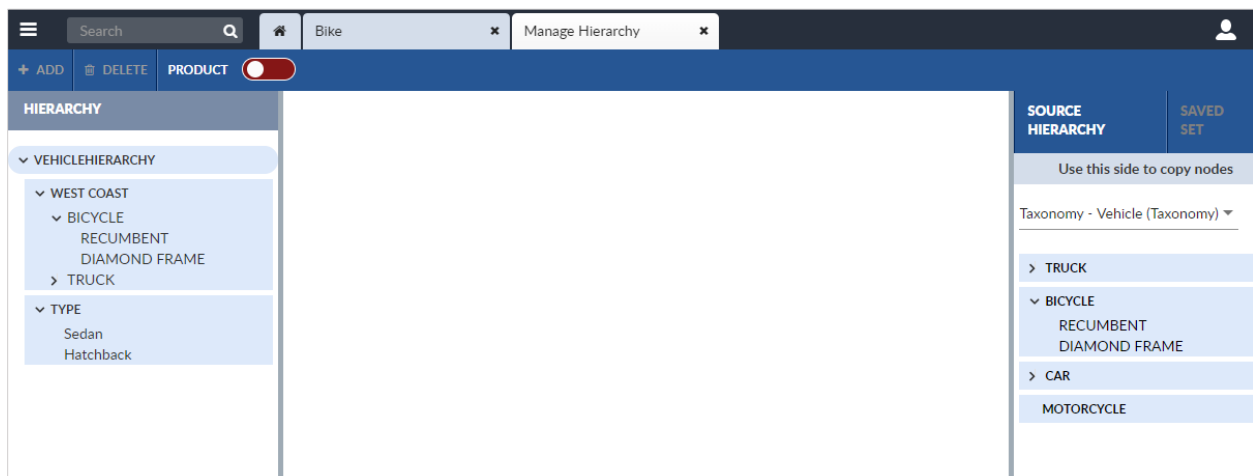 Search
Bike
Manage Hierarchy
ADD
DELETE
PRODUCT
HIERARCHY
VEHICLEHIERARCHY
WEST COAST
BICYCLE
RECUMBENT
DIAMOND FRAME
TRUCK
TYPE
Sedan
Hatchback
SOURCE
HIERARCHY
SAVED
SET
Use this side to copy nodes
Taxonomy - Vehicle (Taxonomy)
TRUCK
BICYCLE
RECUMBENT
DIAMOND FRAME
CAR
MOTORCYCLE